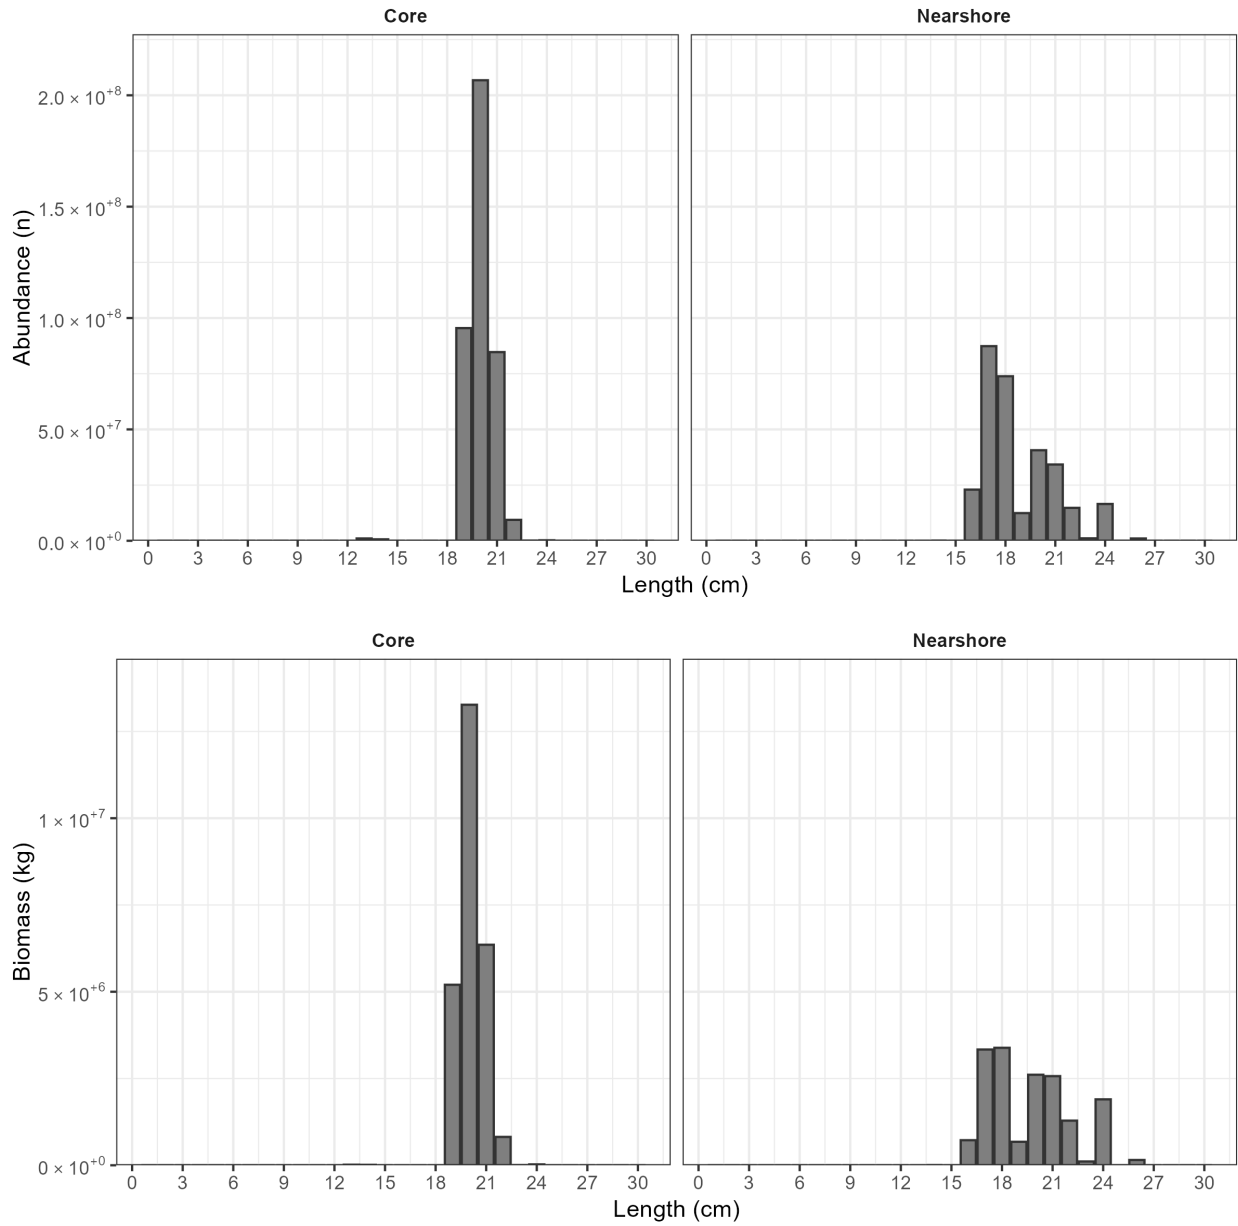 Core Nearshore
2.0 × 10⁺⁸
1.5 × 10⁺⁸
1.0 × 10⁺⁸
5.0 × 10⁺⁷
0.0 × 10⁺⁰
Abundance (n)
0 3 6 9 12 15 18 21 24 27 30 0 3 6 9 12 15 18 21 24 27 30
Length (cm)
Core Nearshore
1 × 10⁺⁷
5 × 10⁺⁶
0 × 10⁺⁰
Biomass (kg)
0 3 6 9 12 15 18 21 24 27 30 0 3 6 9 12 15 18 21 24 27 30
Length (cm)